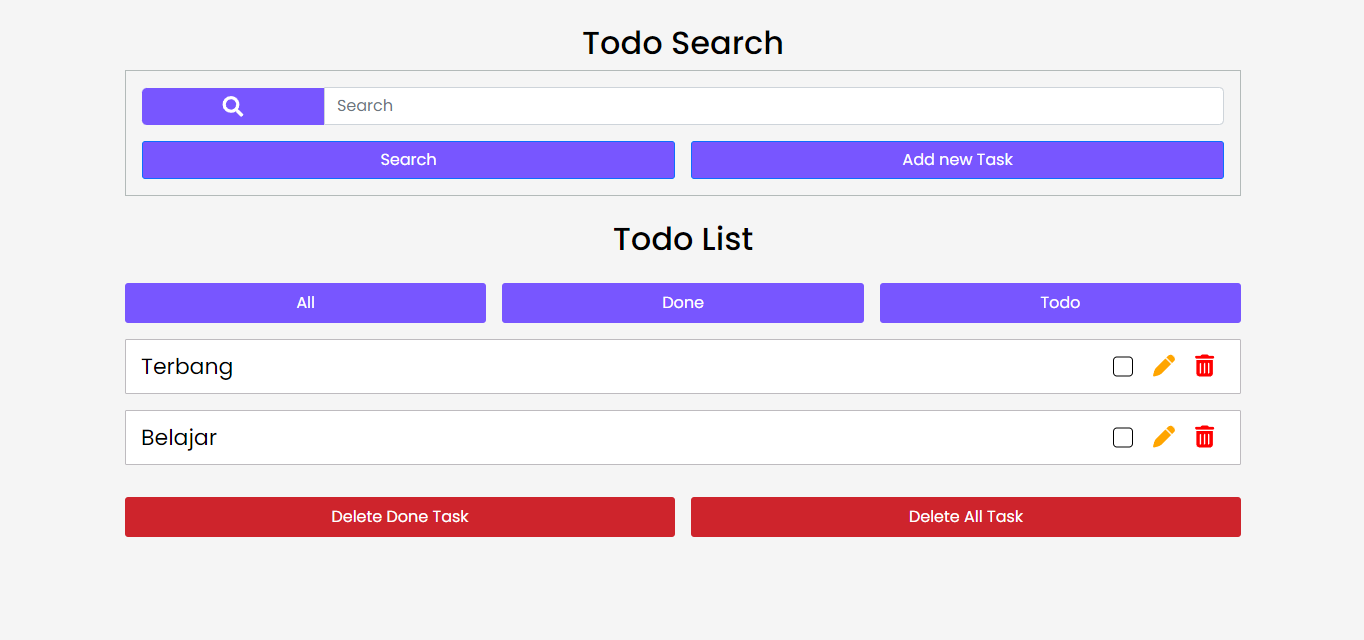 Todo Search
Search
Search Add new Task
Todo List
All Done Todo
Terbang
Belajar
Delete Done Task Delete All Task